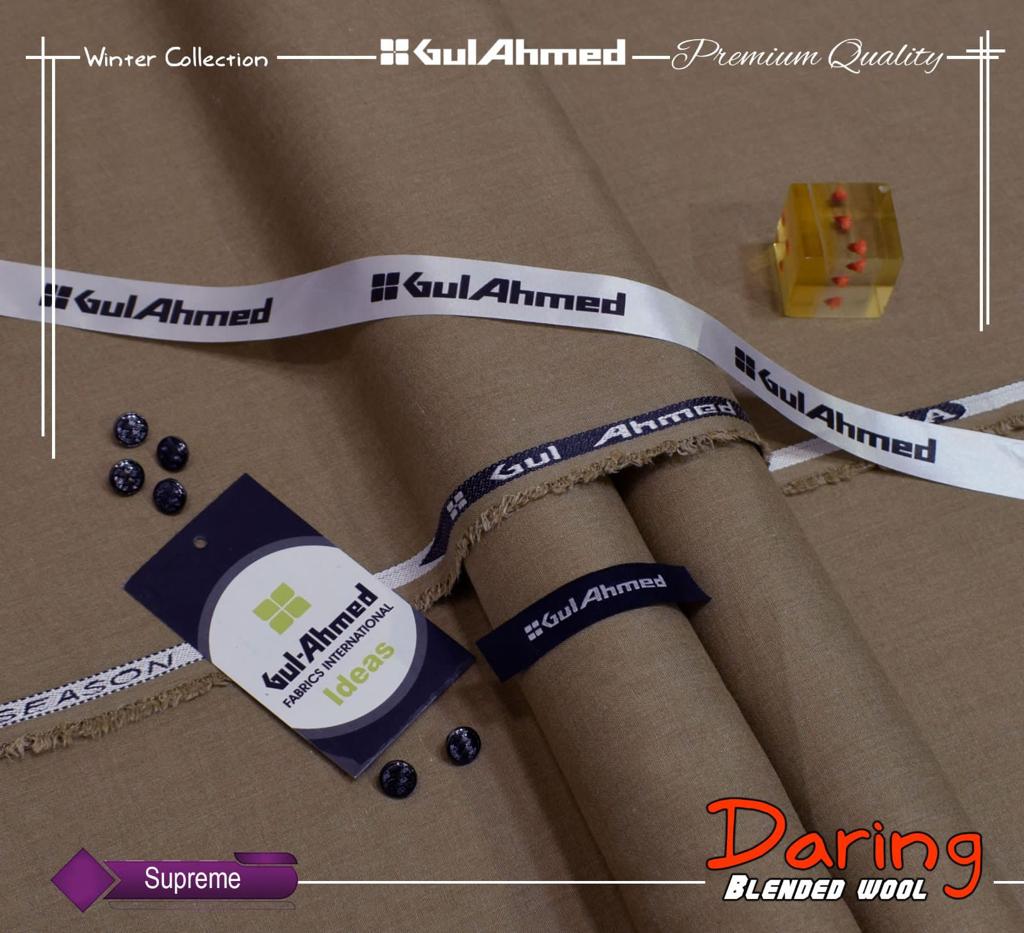 Winter Collection
GulAhmed
Premium Quality
GulAhmed
GulAhmed
GulAhmed
Gul Ahmed
A
GulAhmed
Gul-Ahmed
FABRICS INTERNATIONAL
Ideas
SEASON
Supreme
Daring
BLENDED WOOL